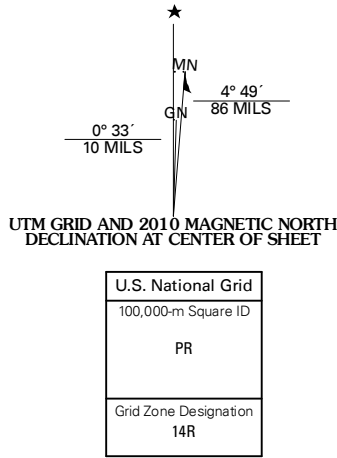 ★
MN
GN
4° 49´
86 MILS
0° 33´
10 MILS
UTM GRID AND 2010 MAGNETIC NORTH
DECLINATION AT CENTER OF SHEET
U.S. National Grid
100,000-m Square ID
PR
Grid Zone Designation
14R